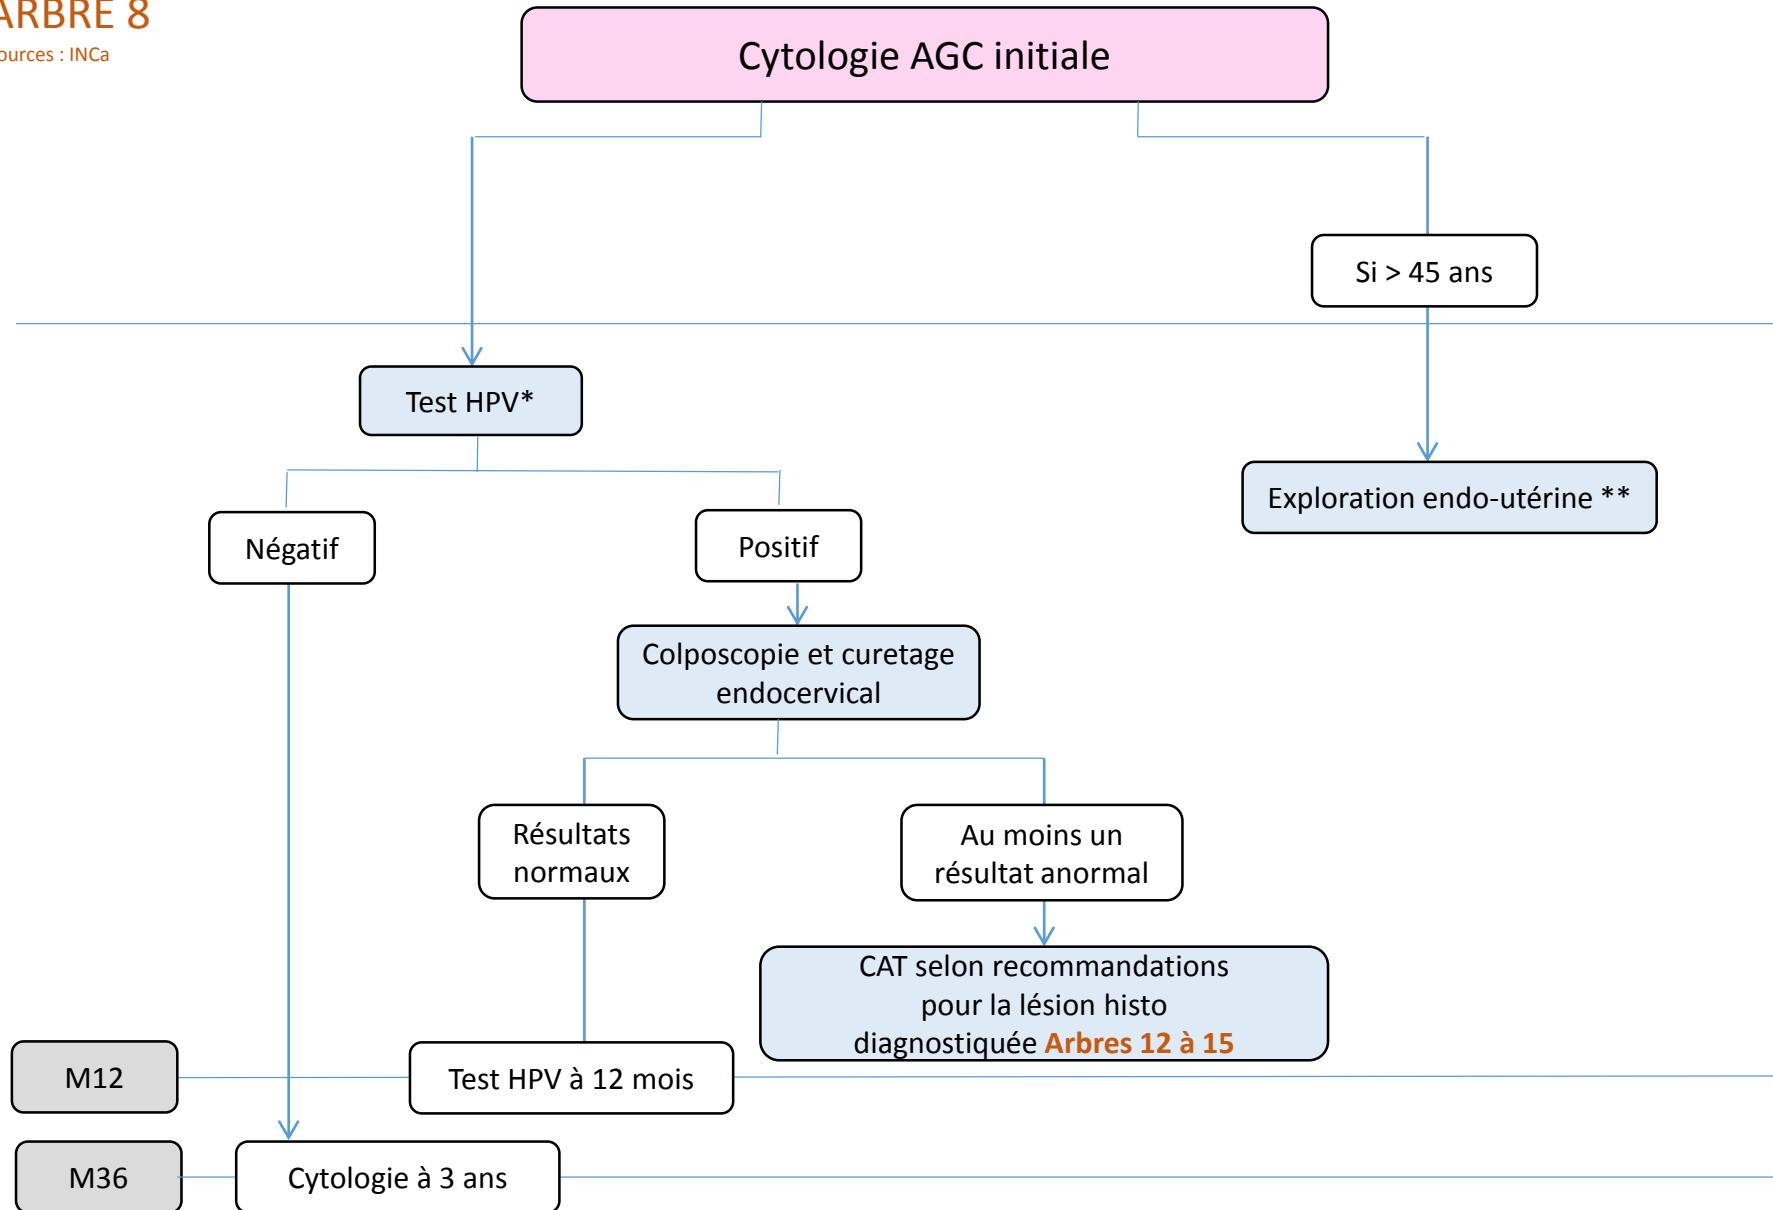 ARBRE 8
ources : INCa
Cytologie AGC initiale
Si > 45 ans
Test HPV*
Exploration endo-utérine **
Négatif
Positif
Colposcopie et curetage
endocervical
Résultats
normaux
Au moins un
résultat anormal
CAT selon recommandations
pour la lésion histo
diagnostiquée Arbres 12 à 15
M12
Test HPV à 12 mois
M36
Cytologie à 3 ans